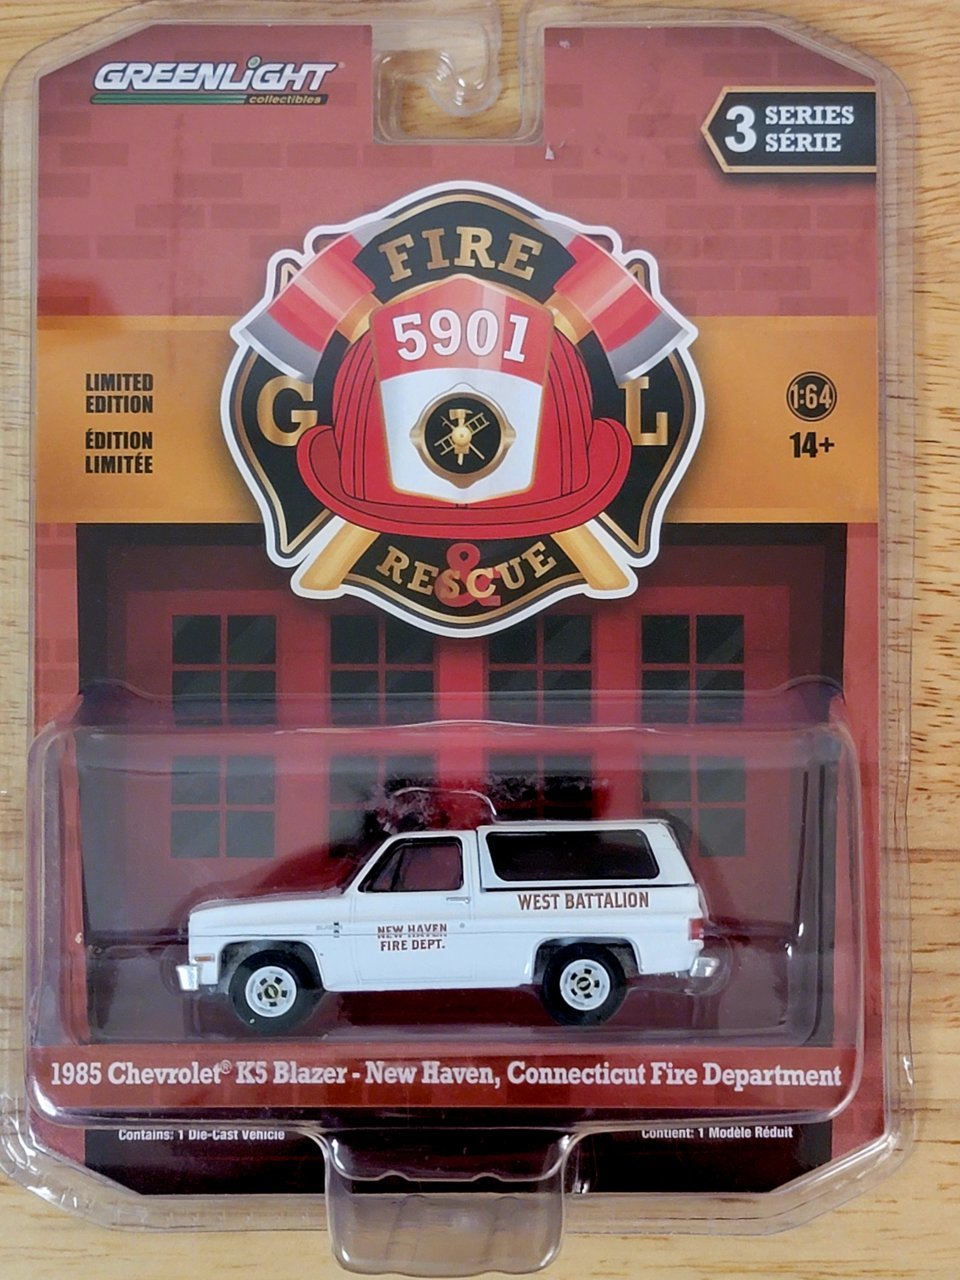 GREENLiGHT
collectibles
3 SERIES
SÉRIE
FIRE
5901
G L
LIMITED
EDITION
ÉDITION
LIMITÉE
1:64
14+
&
RESCUE
WEST BATTALION
NEW HAVEN
FIRE DEPT.
1985 Chevrolet® K5 Blazer - New Haven, Connecticut Fire Department
Contains: 1 Die-Cast Vehicle
Contient: 1 Modèle Réduit